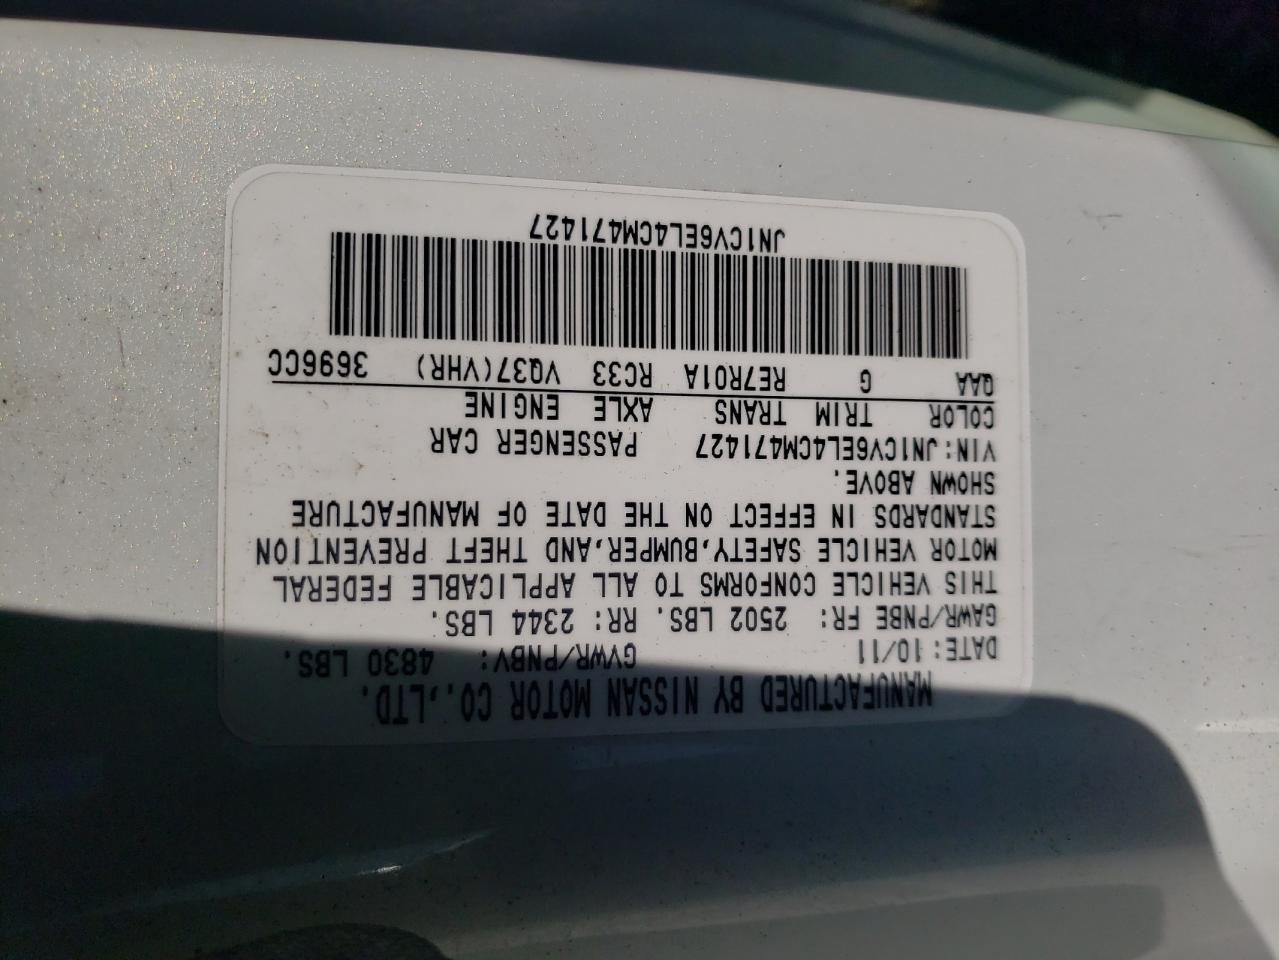 MANUFACTURED BY NISSAN MOTOR CO.,LTD.
DATE:10/11 GVWR/PNBV: 4830 LBS.
GAWR/PNBE FR: 2502 LBS. RR: 2344 LBS.
THIS VEHICLE CONFORMS TO ALL APPLICABLE FEDERAL
MOTOR VEHICLE SAFETY,BUMPER,AND THEFT PREVENTION
STANDARDS IN EFFECT ON THE DATE OF MANUFACTURE
SHOWN ABOVE.
VIN:JN1CV6EL4CM471427 PASSENGER CAR
COLOR TRIM TRANS AXLE ENGINE
QAA G RE7R01A RC33 VQ37(VHR) 3696CC
JN1CV6EL4CM471427